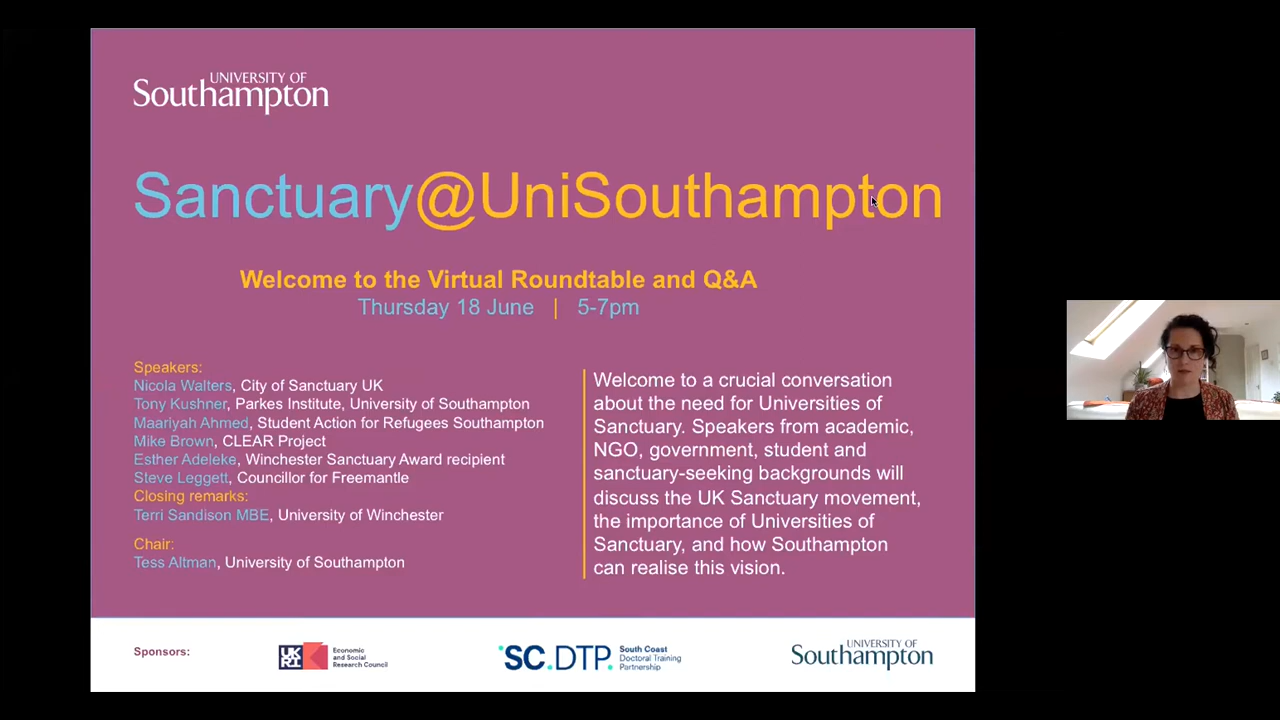 UNIVERSITY OF
Southampton
Sanctuary@UniSouthampton
Welcome to the Virtual Roundtable and Q&A
Thursday 18 June | 5-7pm
Speakers:
Nicola Walters, City of Sanctuary UK
Tony Kushner, Parkes Institute, University of Southampton
Maariyah Ahmed, Student Action for Refugees Southampton
Mike Brown, CLEAR Project
Esther Adeleke, Winchester Sanctuary Award recipient
Steve Leggett, Councillor for Freemantle
Closing remarks:
Terri Sandison MBE, University of Winchester
Chair:
Tess Altman, University of Southampton
Welcome to a crucial conversation
about the need for Universities of
Sanctuary. Speakers from academic,
NGO, government, student and
sanctuary-seeking backgrounds will
discuss the UK Sanctuary movement,
the importance of Universities of
Sanctuary, and how Southampton
can realise this vision.
Sponsors:
UKRI
Economic
and Social
Research Council
SC.DTP.
South Coast
Doctoral Training
Partnership
UNIVERSITY OF
Southampton